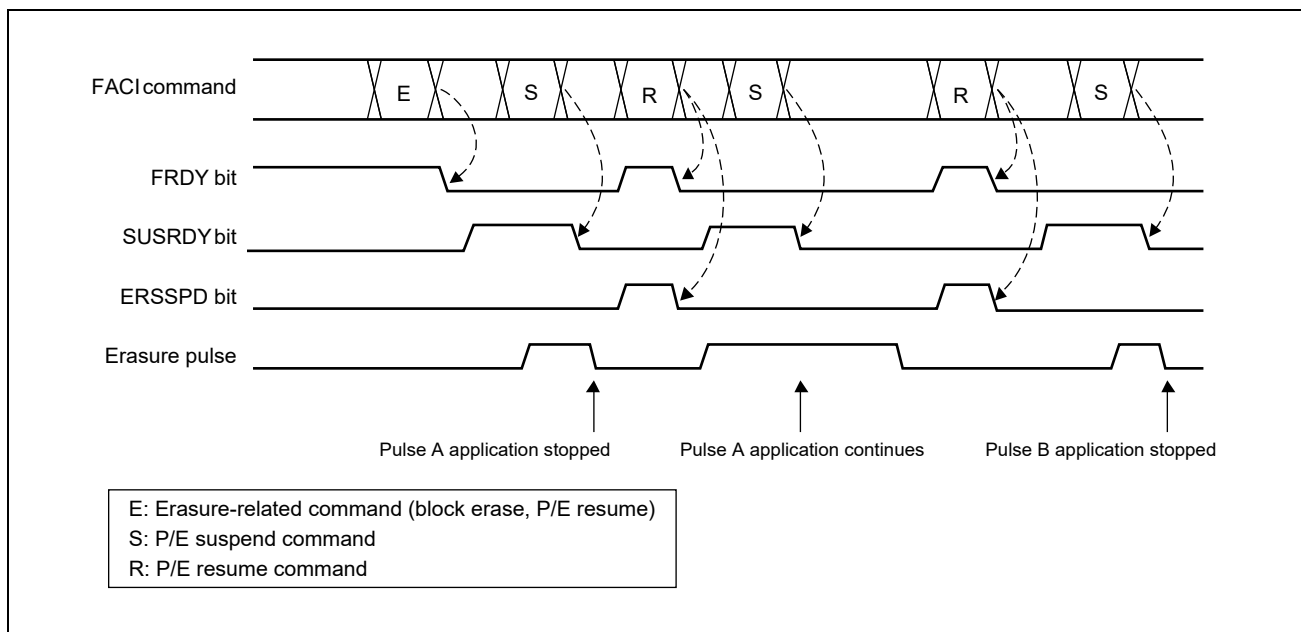 FACI command
E S R S R S
FRDY bit
SUSRDY bit
ERSSPD bit
Erasure pulse
Pulse A application stopped
Pulse A application continues
Pulse B application stopped
E: Erasure-related command (block erase, P/E resume)
S: P/E suspend command
R: P/E resume command